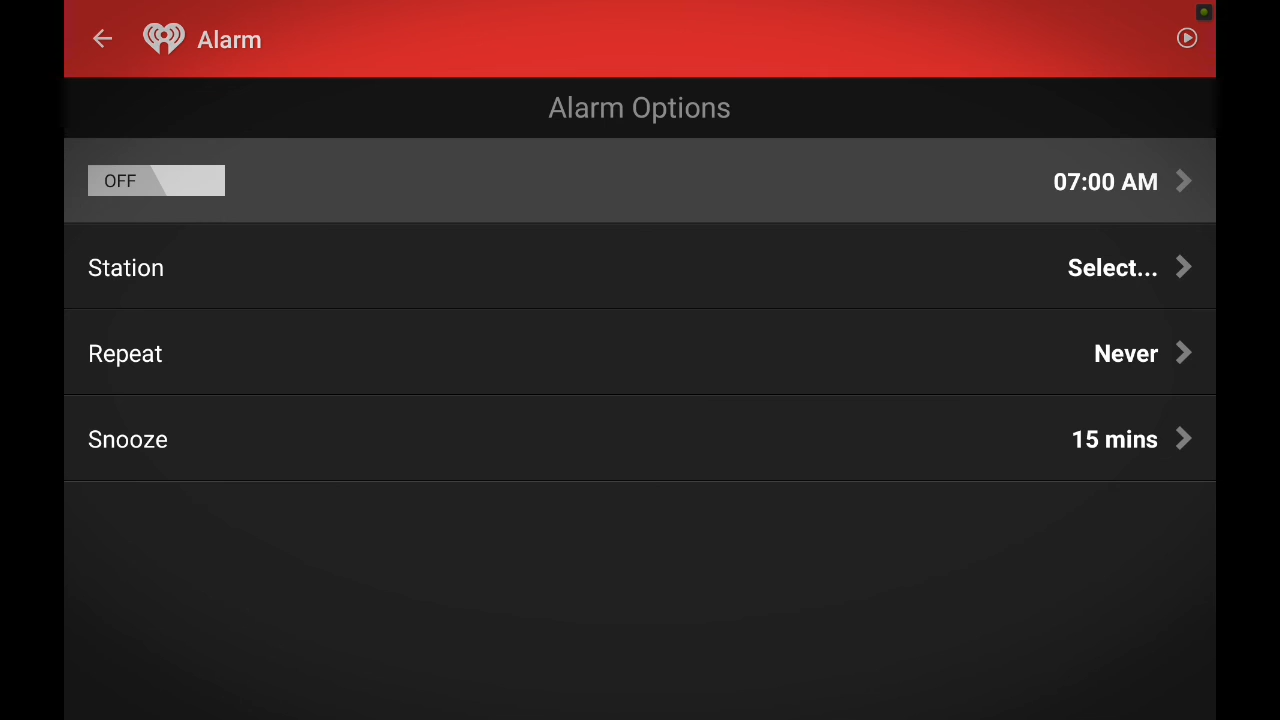 Alarm
Alarm Options
OFF 07:00 AM
Station Select...
Repeat Never
Snooze 15 mins